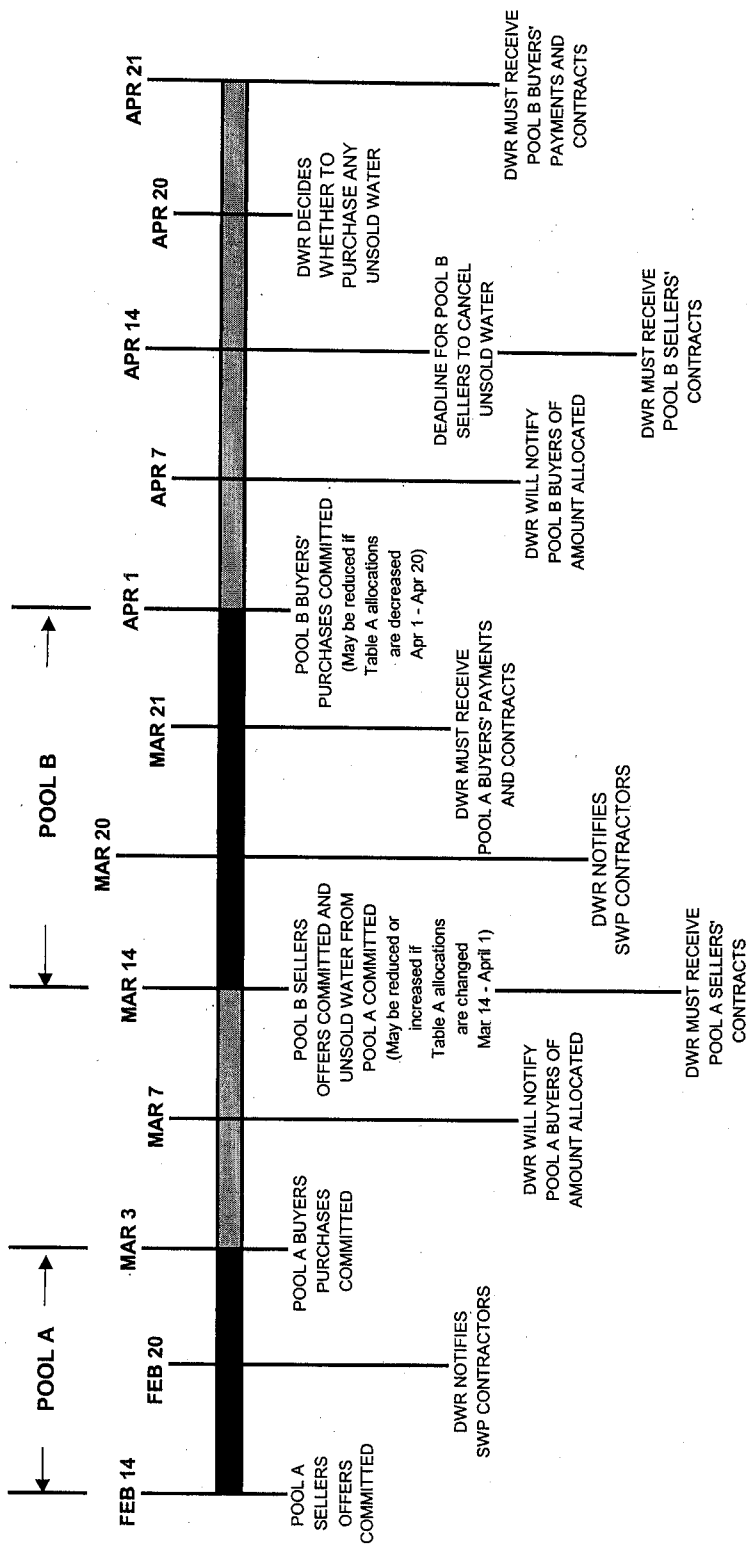 POOL A
POOL B
FEB 14
POOL A
SELLERS
OFFERS
COMMITTED
FEB 20
DWR NOTIFIES
SWP CONTRACTORS
MAR 3
POOL A BUYERS
PURCHASES
COMMITTED
MAR 7
DWR WILL NOTIFY
POOL A BUYERS OF
AMOUNT ALLOCATED
MAR 14
POOL B SELLERS
OFFERS COMMITTED AND
UNSOLD WATER FROM
POOL A COMMITTED
(May be reduced or
increased if
Table A allocations
are changed
Mar 14 - April 1)
DWR MUST RECEIVE
POOL A SELLERS'
CONTRACTS
MAR 20
DWR NOTIFIES
SWP CONTRACTORS
MAR 21
DWR MUST RECEIVE
POOL A BUYERS' PAYMENTS
AND CONTRACTS
APR 1
POOL B BUYERS'
PURCHASES COMMITTED
(May be reduced if
Table A allocations
are decreased
Apr 1 - Apr 20)
APR 7
DWR WILL NOTIFY
POOL B BUYERS OF
AMOUNT ALLOCATED
APR 14
DEADLINE FOR POOL B
SELLERS TO CANCEL
UNSOLD WATER
DWR MUST RECEIVE
POOL B SELLERS'
CONTRACTS
APR 20
DWR DECIDES
WHETHER TO
PURCHASE ANY
UNSOLD WATER
APR 21
DWR MUST RECEIVE
POOL B BUYERS'
PAYMENTS AND
CONTRACTS